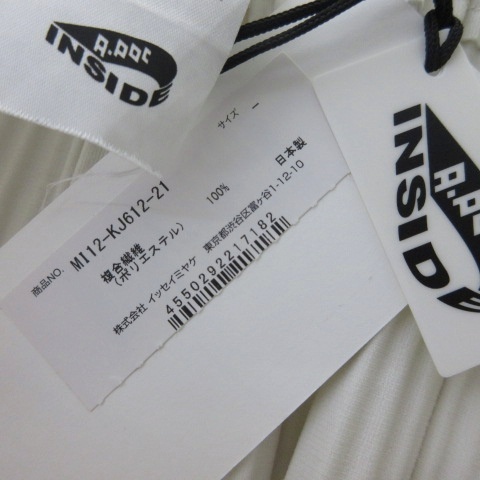 A.POC
INSIDE
A.POC
INSIDE
サイズ ー
商品NO. MI12-KJ612-21
複合繊維
(ポリエステル) 100% 日本製
株式会社 イッセイミヤケ 東京都渋谷区富ヶ谷1-12-10
4550292217182